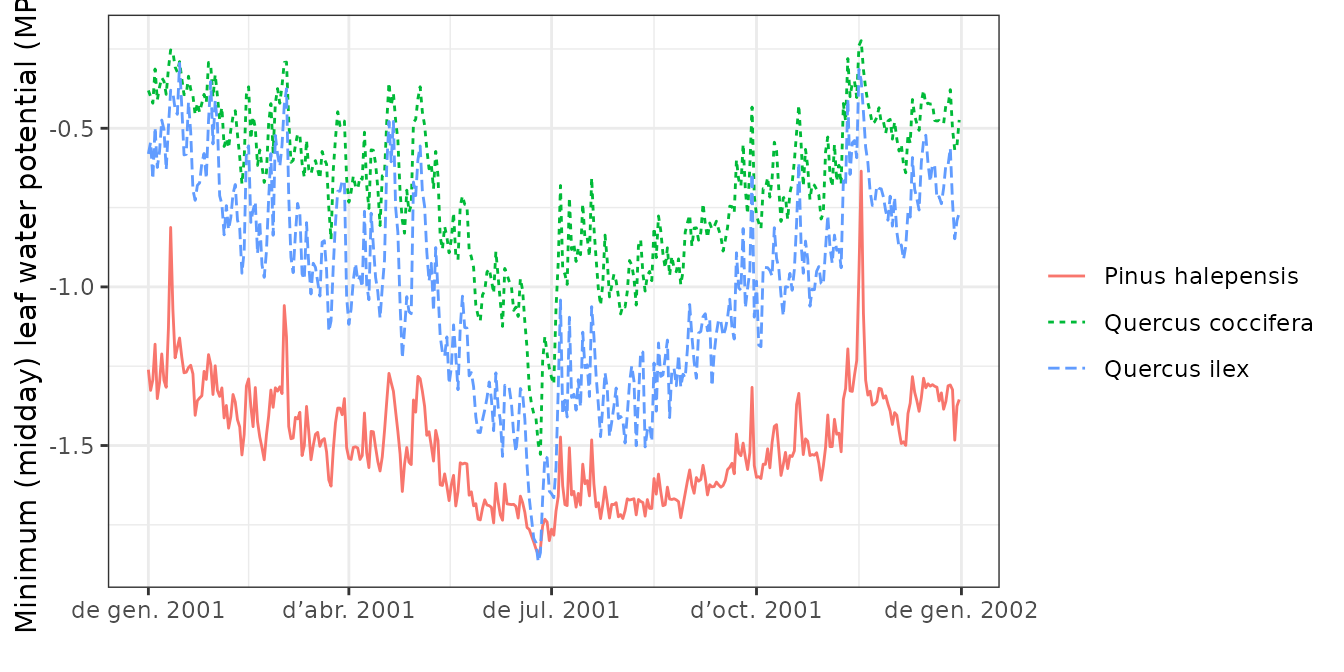 Minimum (midday) leaf water potential (MP
-0.5
-1.0
-1.5
de gen. 2001
d’abr. 2001
de jul. 2001
d’oct. 2001
de gen. 2002
Pinus halepensis
Quercus coccifera
Quercus ilex